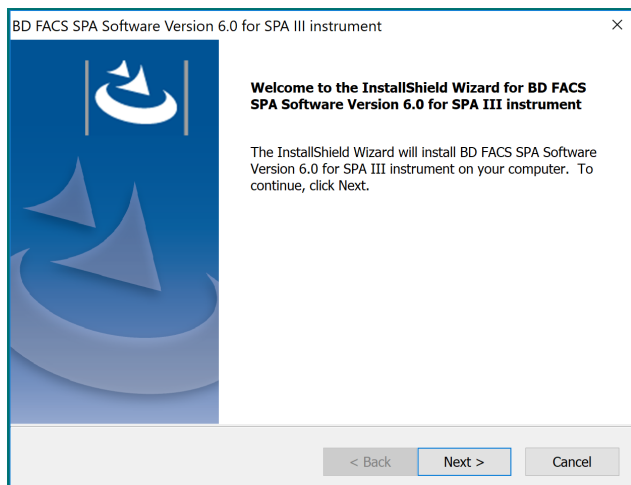 BD FACS SPA Software Version 6.0 for SPA III instrument
Welcome to the InstallShield Wizard for BD FACS
SPA Software Version 6.0 for SPA III instrument
The InstallShield Wizard will install BD FACS SPA Software
Version 6.0 for SPA III instrument on your computer.  To
continue, click Next.
< Back
Next >
Cancel